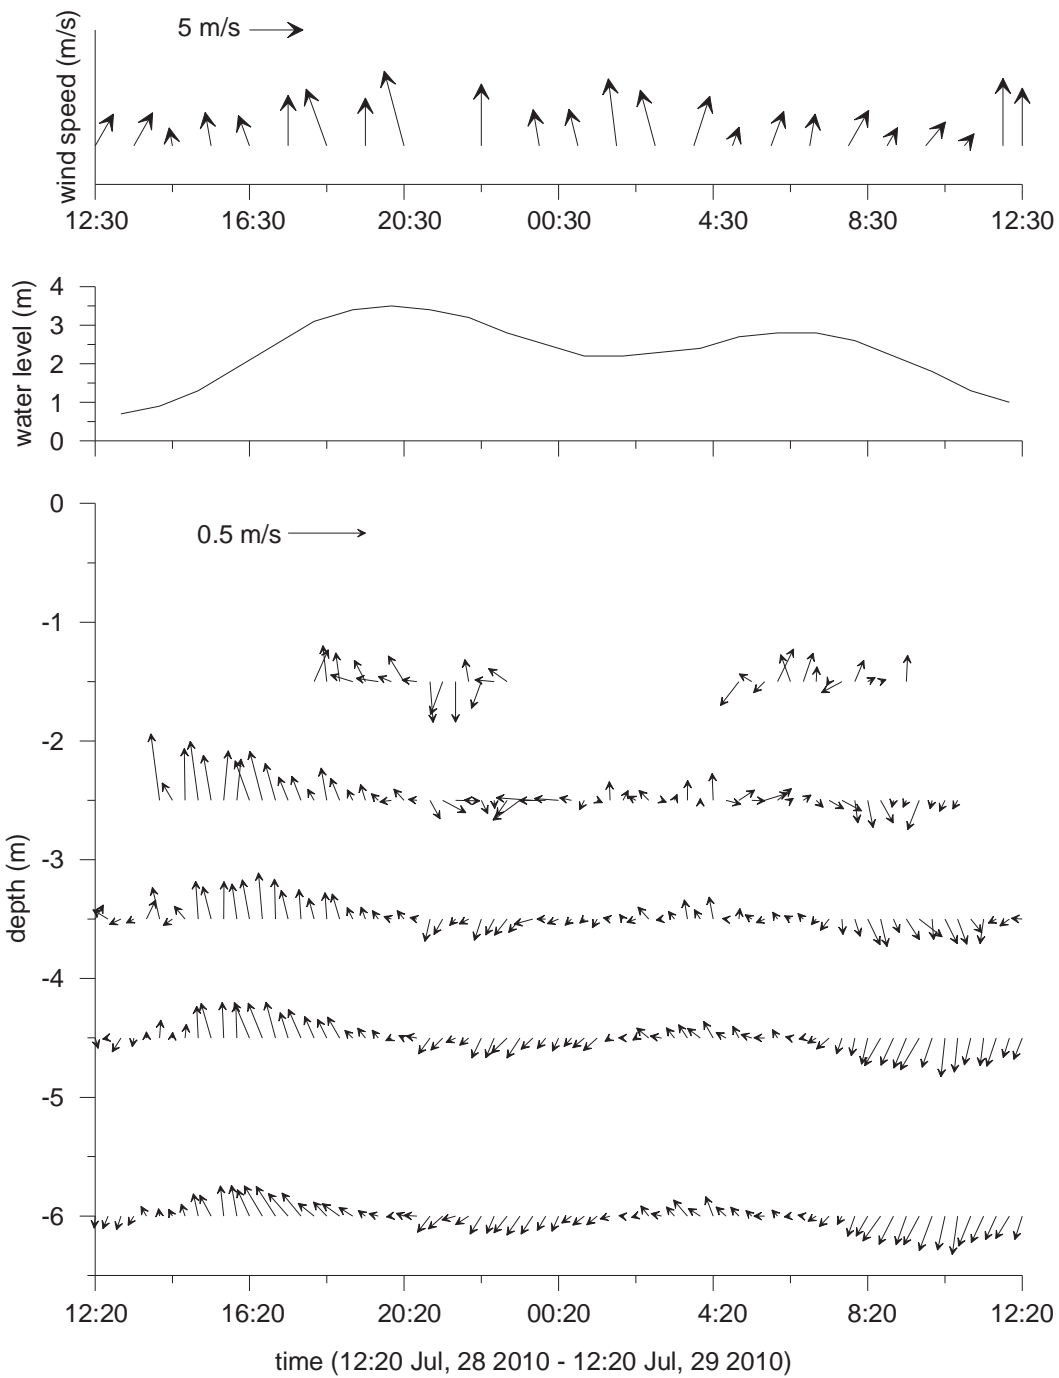 5 m/s
wind speed (m/s)
12:30 16:30 20:30 00:30 4:30 8:30 12:30
water level (m)
4
3
2
1
0
0
0.5 m/s
-1
-2
-3
depth (m)
-4
-5
-6
12:20 16:20 20:20 00:20 4:20 8:20 12:20
time (12:20 Jul, 28 2010 - 12:20 Jul, 29 2010)